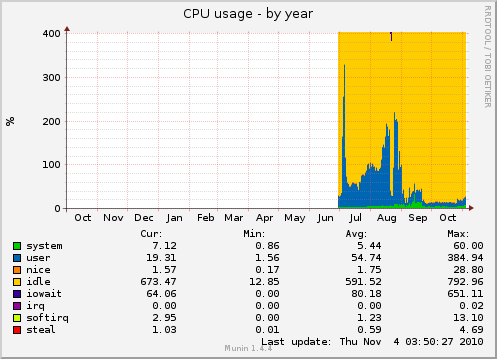 CPU usage - by year
RRDTOOL / TOBI OETIKER
%
400
300
200
100
0
Oct Nov Dec Jan Feb Mar Apr May Jun Jul Aug Sep Oct
Cur: Min: Avg: Max:
system 7.12 0.86 5.44 60.00
user 19.31 1.56 54.74 384.94
nice 1.57 0.17 1.75 28.80
idle 673.47 12.85 591.52 792.96
iowait 64.06 0.00 80.18 651.11
irq 0.00 0.00 0.00 0.02
softirq 2.95 0.00 1.23 13.10
steal 1.03 0.01 0.59 4.69
Last update: Thu Nov 4 03:50:27 2010
Munin 1.4.4